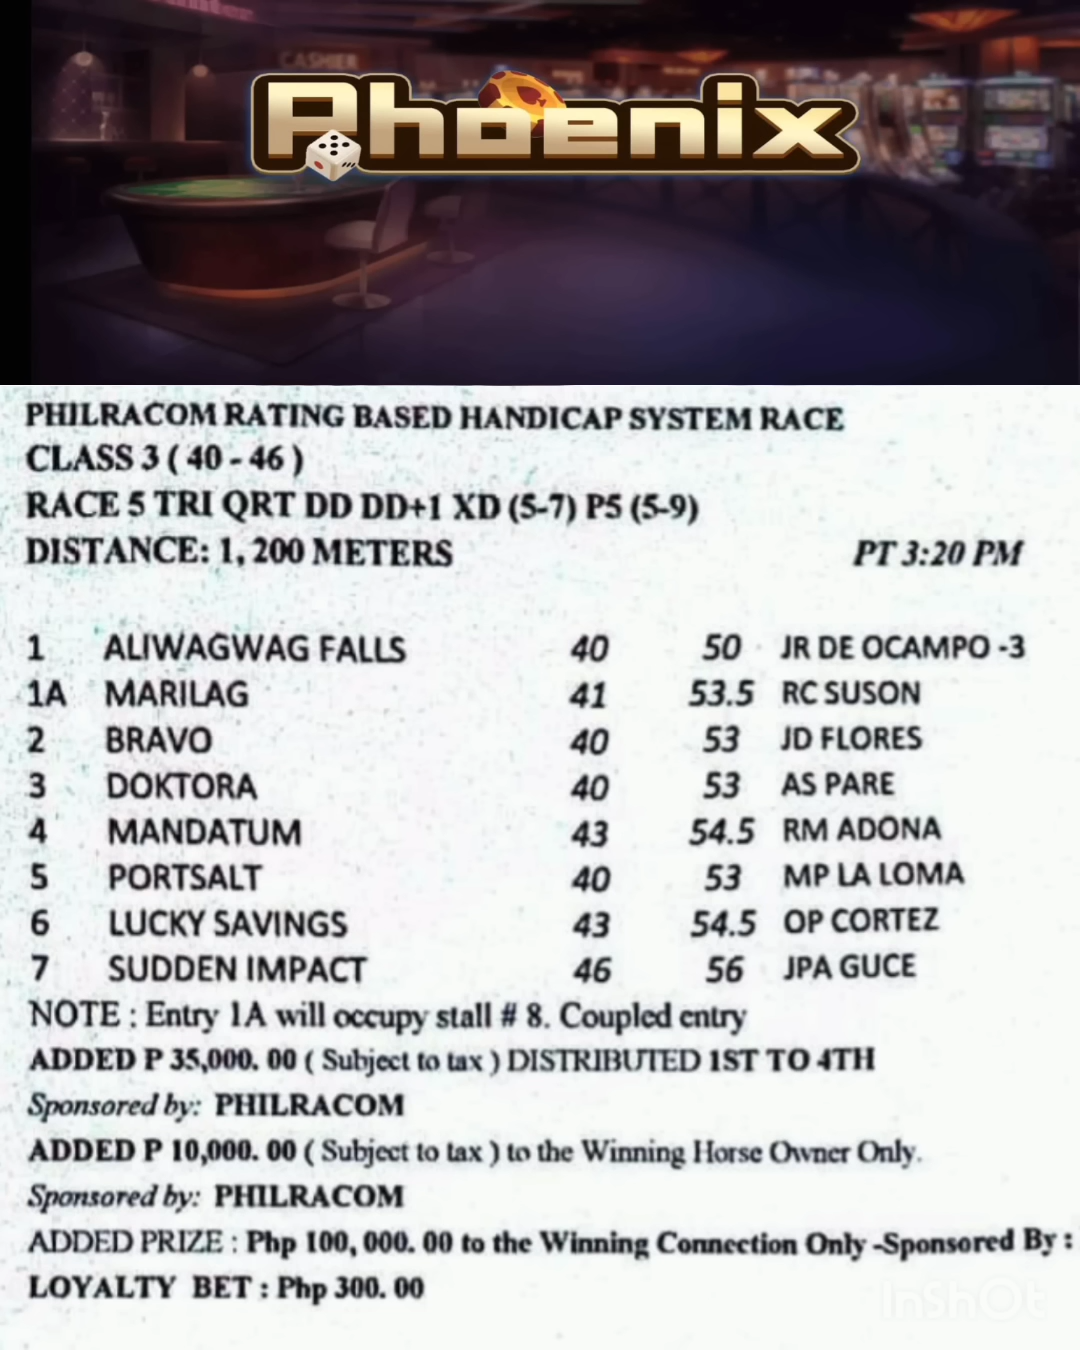 CASHIER
Phoenix
PHILRACOM RATING BASED HANDICAP SYSTEM RACE
CLASS 3 ( 40 - 46 )
RACE 5 TRI QRT DD DD+1 XD (5-7) P5 (5-9)
DISTANCE: 1, 200 METERS PT 3:20 PM
1 ALIWAGWAG FALLS 40 50 JR DE OCAMPO -3
1A MARILAG 41 53.5 RC SUSON
2 BRAVO 40 53 JD FLORES
3 DOKTORA 40 53 AS PARE
4 MANDATUM 43 54.5 RM ADONA
5 PORTSALT 40 53 MP LA LOMA
6 LUCKY SAVINGS 43 54.5 OP CORTEZ
7 SUDDEN IMPACT 46 56 JPA GUCE
NOTE : Entry 1A will occupy stall # 8. Coupled entry
ADDED P 35,000. 00 ( Subject to tax ) DISTRIBUTED 1ST TO 4TH
Sponsored by: PHILRACOM
ADDED P 10,000. 00 ( Subject to tax ) to the Winning Horse Owner Only.
Sponsored by: PHILRACOM
ADDED PRIZE : Php 100, 000. 00 to the Winning Connection Only -Sponsored By :
LOYALTY BET : Php 300. 00
InShOt